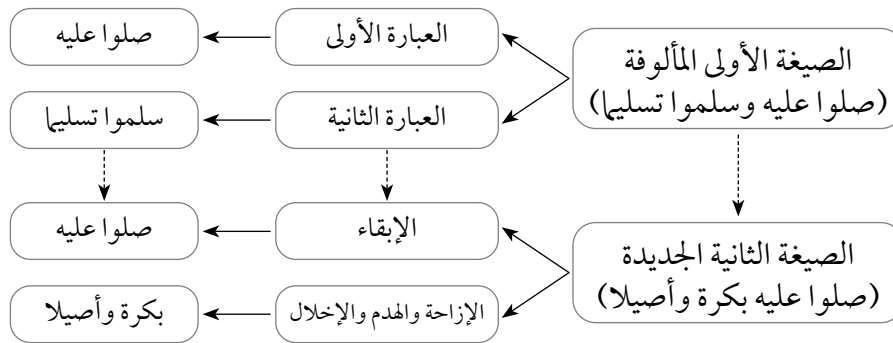 الصيغة الأولى المألوفة
(صلوا عليه وسلموا تسليما)
العبارة الأولى
صلوا عليه
العبارة الثانية
سلموا تسليما
الصيغة الثانية الجديدة
(صلوا عليه بكرة وأصيلا)
الإبقاء
صلوا عليه
الإزاحة والهدم والإخلال
بكرة وأصيلا